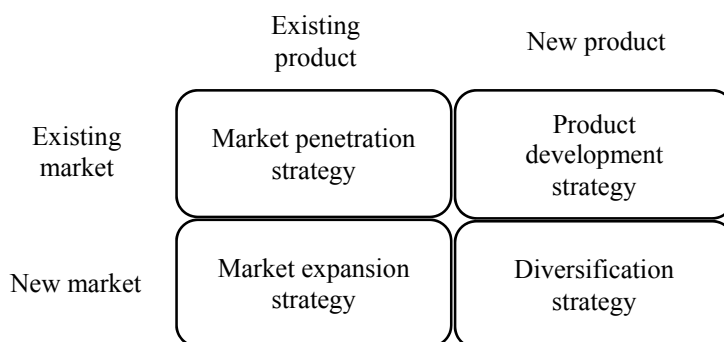 Existing
product
New product
Existing
market
Market penetration
strategy
Product
development
strategy
New market
Market expansion
strategy
Diversification
strategy